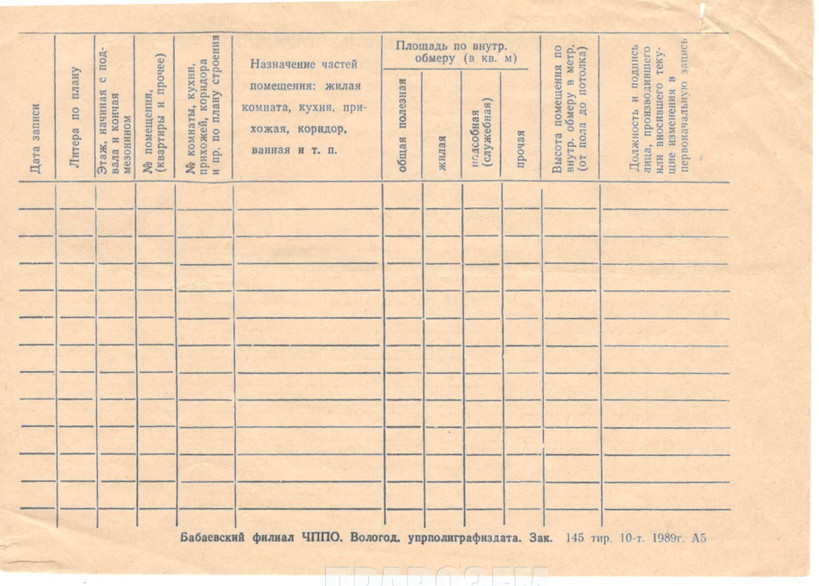 Дата записи
Литера по плану
Этаж, начиная с под-
вала и кончая
мезонином
№ помещения,
(квартиры и прочее)
№ комнаты, кухни,
прихожей, коридора
и пр. по плану строения
Назначение частей
помещения: жилая
комната, кухня, при-
хожая, коридор,
ванная и т. п.
Площадь по внутр.
обмеру (в кв. м)
общая полезная
жилая
подсобная
(служебная)
прочая
Высота помещения по
внутр. обмеру в метр.
(от пола до потолка)
Должность и подпись
лица, производившего
или вносившего теку-
щие изменения в
первоначальную запись
Бабаевский филиал ЧППО. Вологод. упрполиграфиздата. Зак. 145 тир. 10-т. 1989г. А5